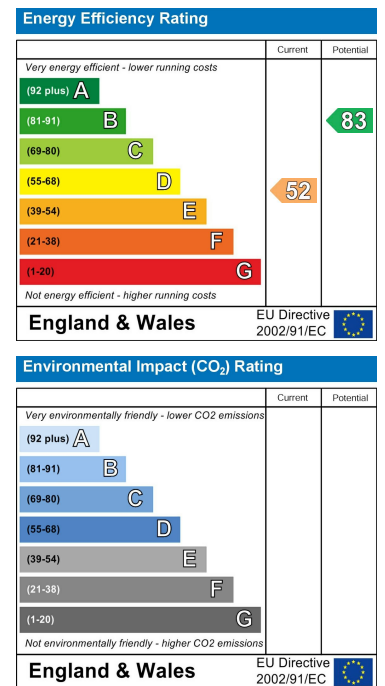 Energy Efficiency Rating
Current Potential
Very energy efficient - lower running costs
(92 plus) A
(81-91) B
83
(69-80) C
(55-68) D
52
(39-54) E
(21-38) F
(1-20) G
Not energy efficient - higher running costs
England & Wales
EU Directive
2002/91/EC
Environmental Impact (CO₂) Rating
Current Potential
Very environmentally friendly - lower CO2 emissions
(92 plus) A
(81-91) B
(69-80) C
(55-68) D
(39-54) E
(21-38) F
(1-20) G
Not environmentally friendly - higher CO2 emissions
England & Wales
EU Directive
2002/91/EC